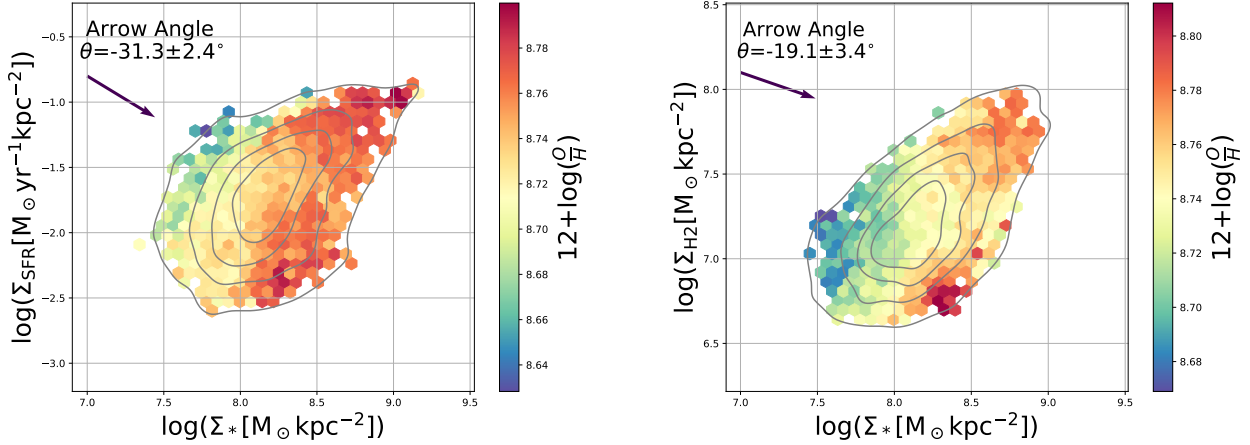 Arrow Angle
θ=-31.3±2.4°
−0.5
−1.0
−1.5
−2.0
−2.5
−3.0
log(Σ_SFR[M_⊙ yr⁻¹kpc⁻²])
7.0 7.5 8.0 8.5 9.0 9.5
log(Σ_*[M_⊙kpc⁻²])
8.78
8.76
8.74
8.72
8.70
8.68
8.66
8.64
12+log(O/H)
Arrow Angle
θ=-19.1±3.4°
8.5
8.0
7.5
7.0
6.5
log(Σ_H2[M_⊙kpc⁻²])
7.0 7.5 8.0 8.5 9.0 9.5
log(Σ_*[M_⊙kpc⁻²])
8.80
8.78
8.76
8.74
8.72
8.70
8.68
12+log(O/H)